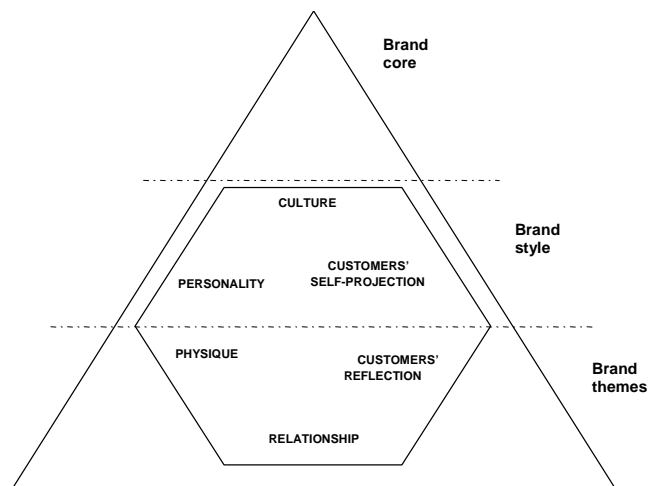 Brand
core
CULTURE
Brand
style
CUSTOMERS'
SELF-PROJECTION
PERSONALITY
PHYSIQUE
CUSTOMERS'
REFLECTION
Brand
themes
RELATIONSHIP